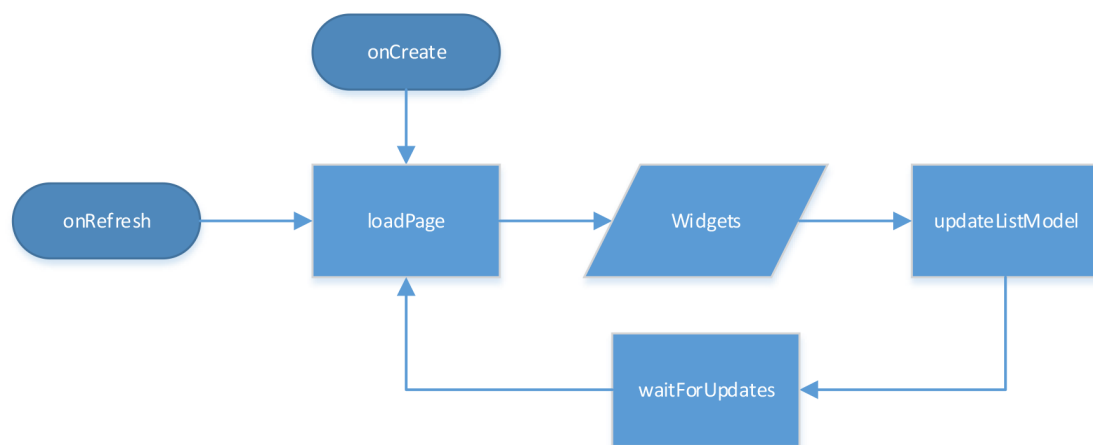 onCreate
onRefresh
loadPage
Widgets
updateListModel
waitForUpdates